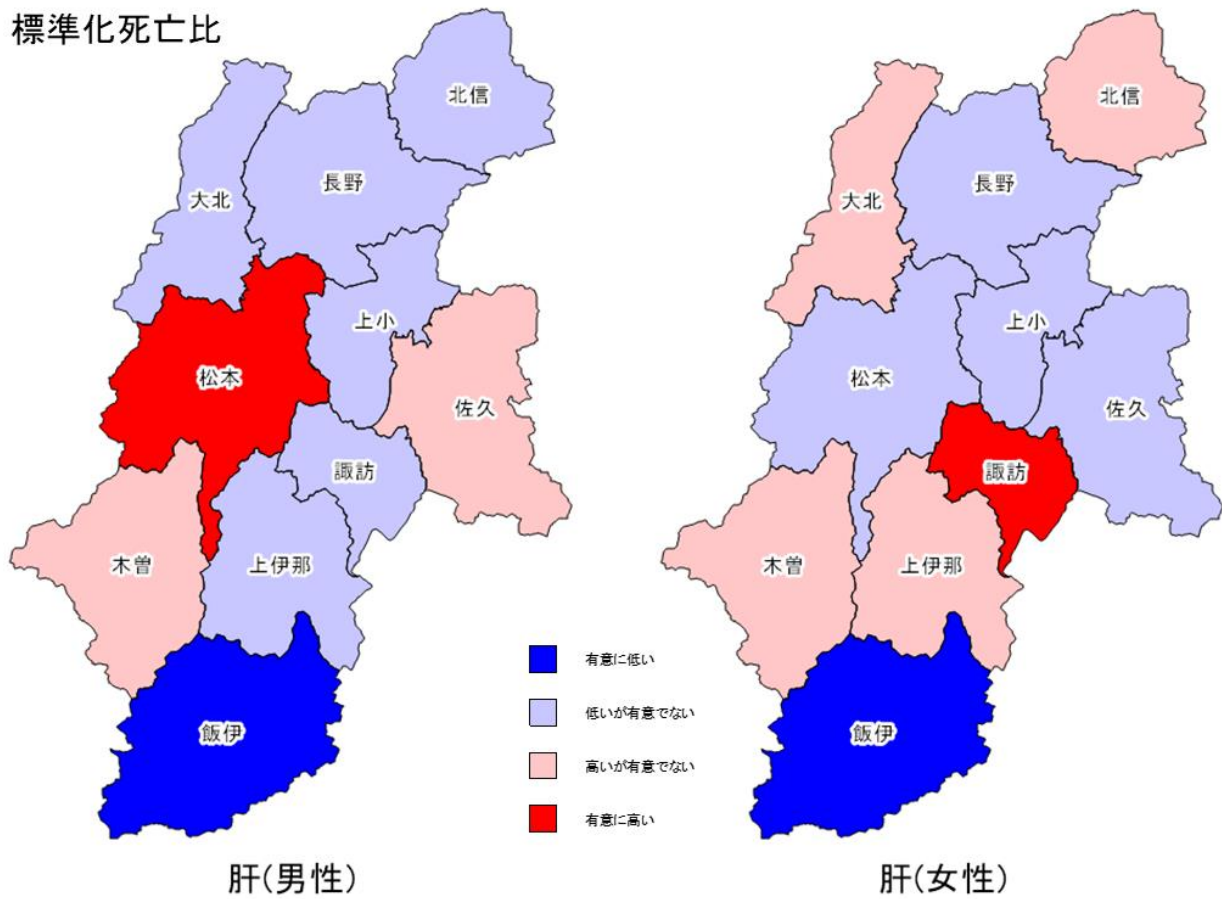 標準化死亡比
北信
長野
大北
上小
松本
佐久
諏訪
木曽
上伊那
飯伊
肝(男性)
有意に低い
低いが有意でない
高いが有意でない
有意に高い
北信
長野
大北
上小
松本
佐久
諏訪
木曽
上伊那
飯伊
肝(女性)